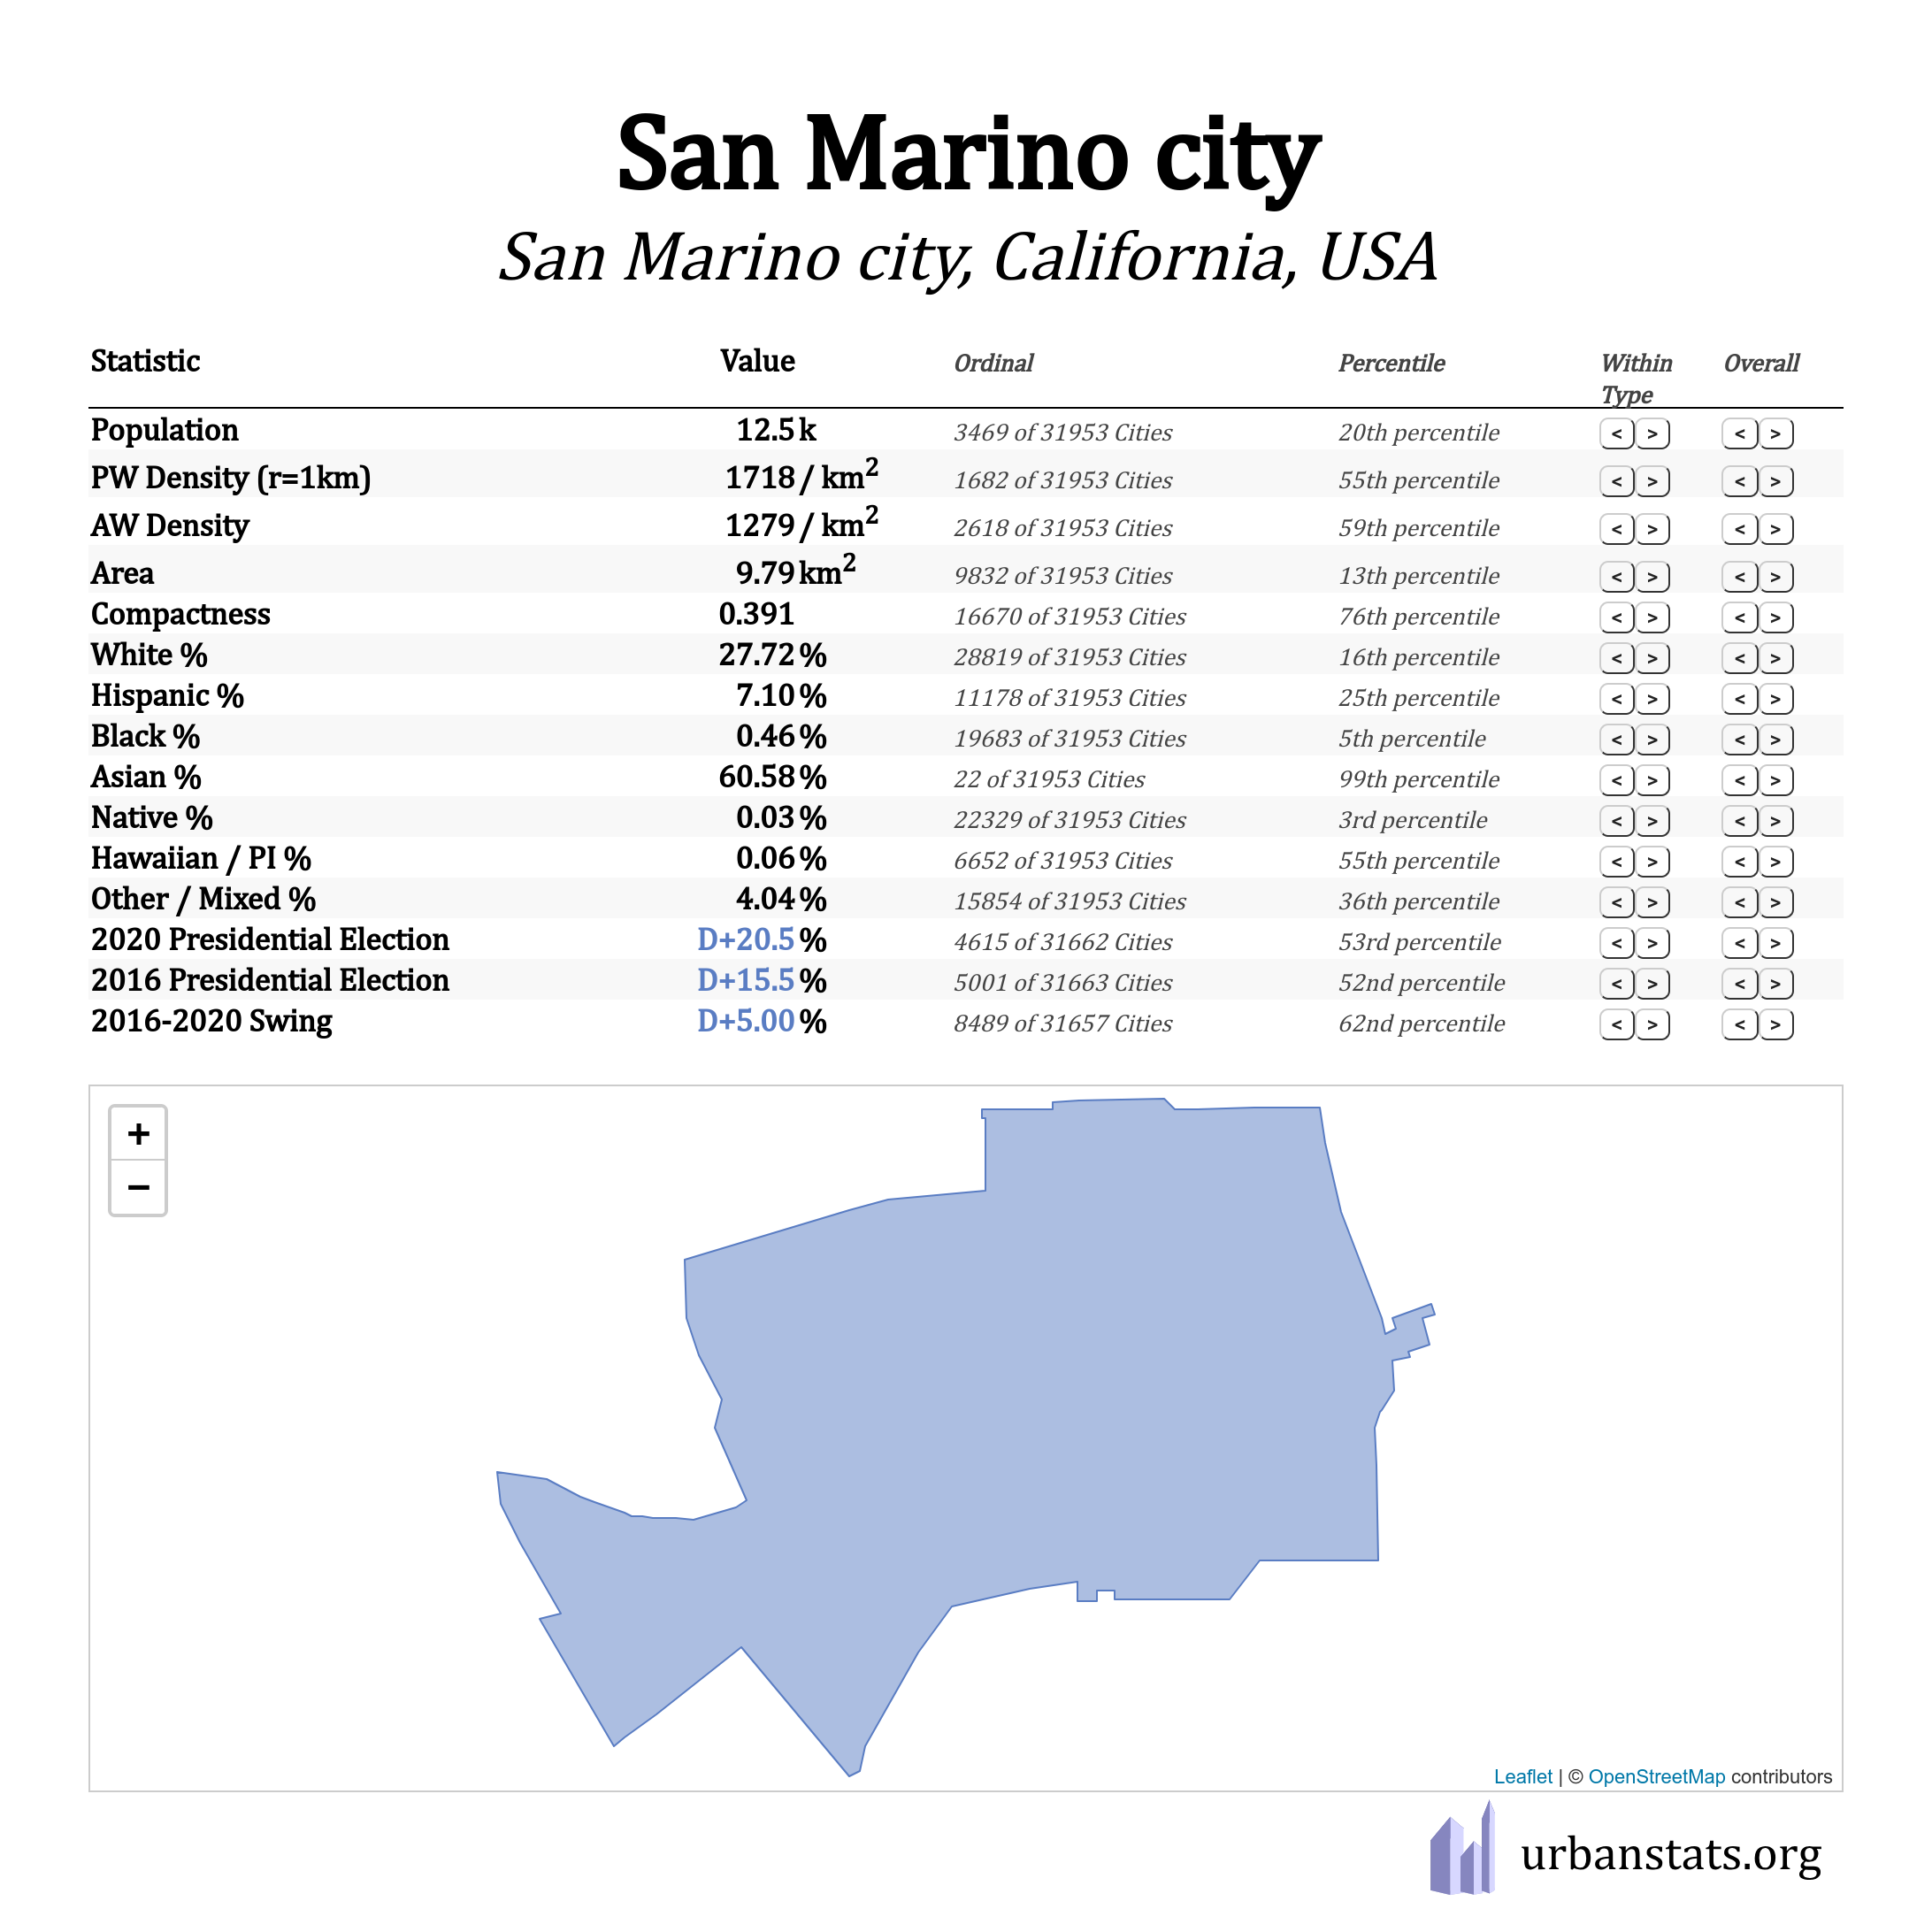 San Marino city
San Marino city, California, USA
Statistic Value Ordinal Percentile Within Type Overall
Population 12.5 k 3469 of 31953 Cities 20th percentile < > < >
PW Density (r=1km) 1718 / km² 1682 of 31953 Cities 55th percentile < > < >
AW Density 1279 / km² 2618 of 31953 Cities 59th percentile < > < >
Area 9.79 km² 9832 of 31953 Cities 13th percentile < > < >
Compactness 0.391 16670 of 31953 Cities 76th percentile < > < >
White % 27.72 % 28819 of 31953 Cities 16th percentile < > < >
Hispanic % 7.10 % 11178 of 31953 Cities 25th percentile < > < >
Black % 0.46 % 19683 of 31953 Cities 5th percentile < > < >
Asian % 60.58 % 22 of 31953 Cities 99th percentile < > < >
Native % 0.03 % 22329 of 31953 Cities 3rd percentile < > < >
Hawaiian / PI % 0.06 % 6652 of 31953 Cities 55th percentile < > < >
Other / Mixed % 4.04 % 15854 of 31953 Cities 36th percentile < > < >
2020 Presidential Election D+20.5 % 4615 of 31662 Cities 53rd percentile < > < >
2016 Presidential Election D+15.5 % 5001 of 31663 Cities 52nd percentile < > < >
2016-2020 Swing D+5.00 % 8489 of 31657 Cities 62nd percentile < > < >
+
−
Leaflet | © OpenStreetMap contributors
urbanstats.org